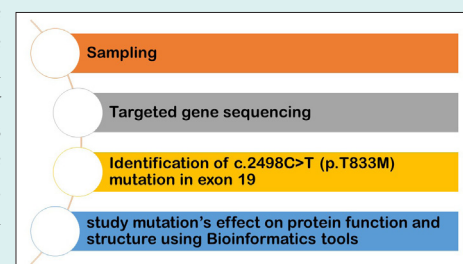 Sampling
Targeted gene sequencing
Identification of c.2498C>T (p.T833M)
mutation in exon 19
study mutation's effect on protein function and
structure using Bioinformatics tools